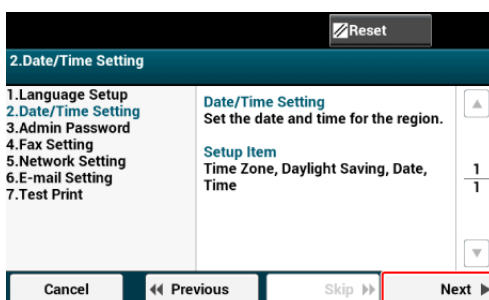 Reset
2.Date/Time Setting
1.Language Setup
2.Date/Time Setting
3.Admin Password
4.Fax Setting
5.Network Setting
6.E-mail Setting
7.Test Print
Date/Time Setting
Set the date and time for the region.
Setup Item
Time Zone, Daylight Saving, Date,
Time
1
1
Cancel
Previous
Skip
Next